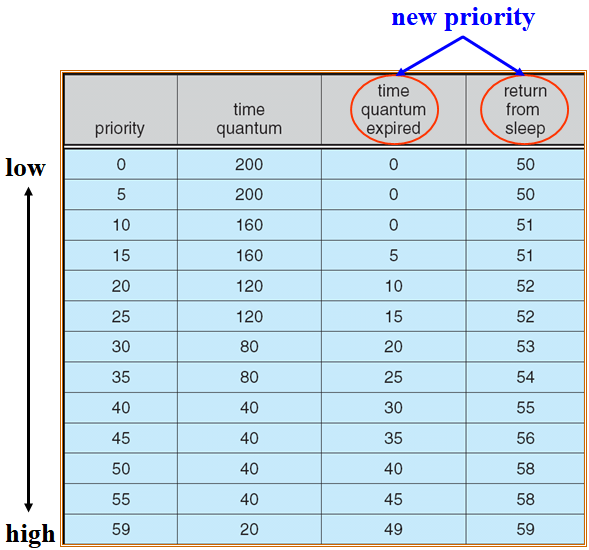 new priority
priority
time
quantum
time
quantum
expired
return
from
sleep
low
0 200 0 50
5 200 0 50
10 160 0 51
15 160 5 51
20 120 10 52
25 120 15 52
30 80 20 53
35 80 25 54
40 40 30 55
45 40 35 56
50 40 40 58
55 40 45 58
59 20 49 59
high